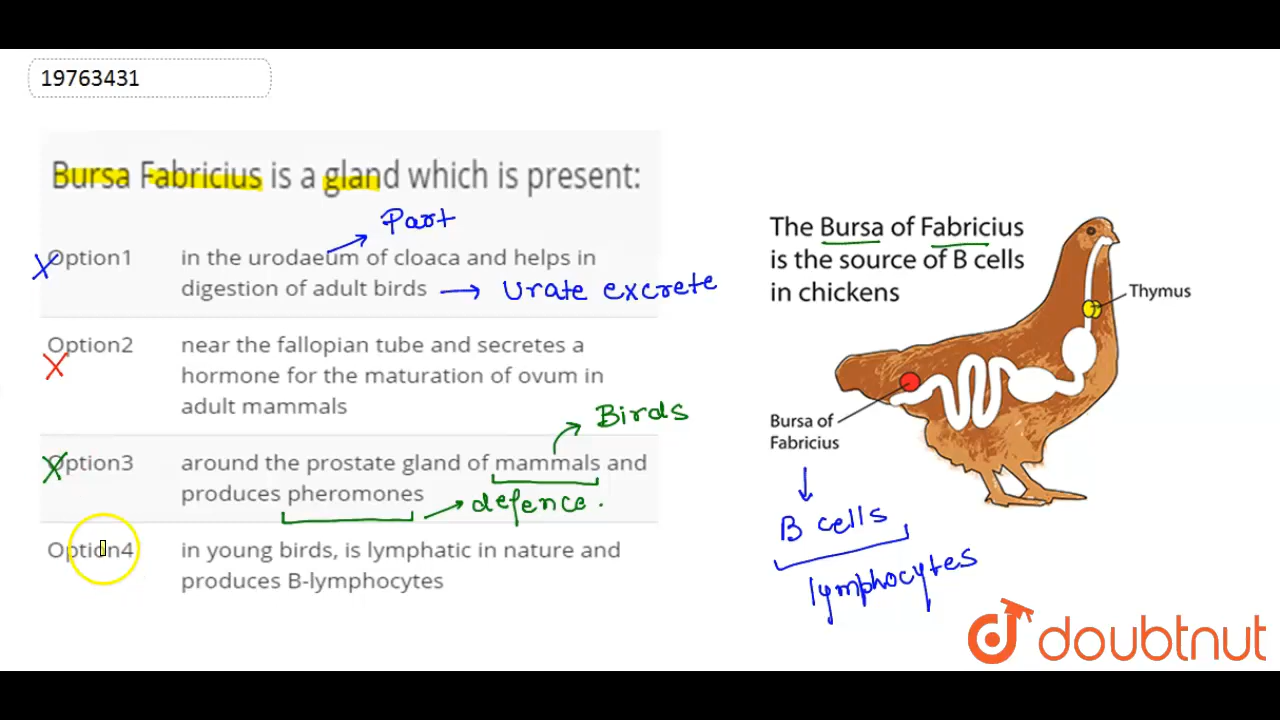 19763431
Bursa Fabricius is a gland which is present:
Part
Option1 in the urodaeum of cloaca and helps in
digestion of adult birds → Urate excrete
Option2 near the fallopian tube and secretes a
hormone for the maturation of ovum in
adult mammals
Birds
Option3 around the prostate gland of mammals and
produces pheromones → defence.
Option4 in young birds, is lymphatic in nature and
produces B-lymphocytes
The Bursa of Fabricius
is the source of B cells
in chickens
Thymus
Bursa of
Fabricius
B cells
lymphocytes
doubtnut